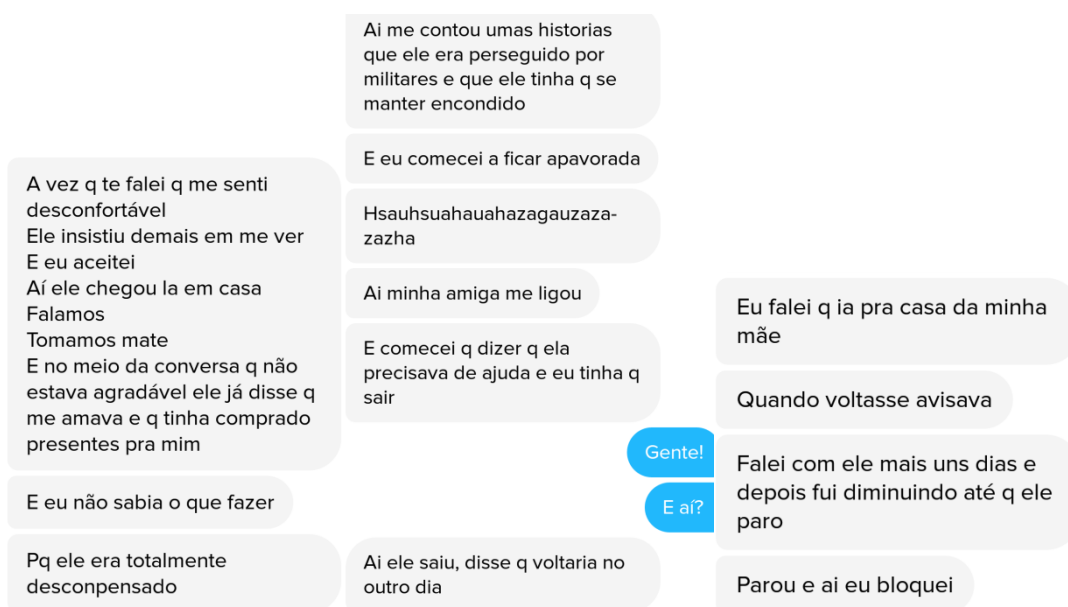 A vez q te falei q me senti
desconfortável
Ele insistiu demais em me ver
E eu aceitei
Aí ele chegou la em casa
Falamos
Tomamos mate
E no meio da conversa q não
estava agradável ele já disse q
me amava e q tinha comprado
presentes pra mim
E eu não sabia o que fazer
Pq ele era totalmente
desconpensado
Ai me contou umas historias
que ele era perseguido por
militares e que ele tinha q se
manter encondido
E eu comecei a ficar apavorada
Hsauhsuahauahazagauzaza-
zazha
Ai minha amiga me ligou
E comecei q dizer q ela
precisava de ajuda e eu tinha q
sair
Gente!
E aí?
Ai ele saiu, disse q voltaria no
outro dia
Eu falei q ia pra casa da minha
mãe
Quando voltasse avisava
Falei com ele mais uns dias e
depois fui diminuindo até q ele
paro
Parou e ai eu bloquei